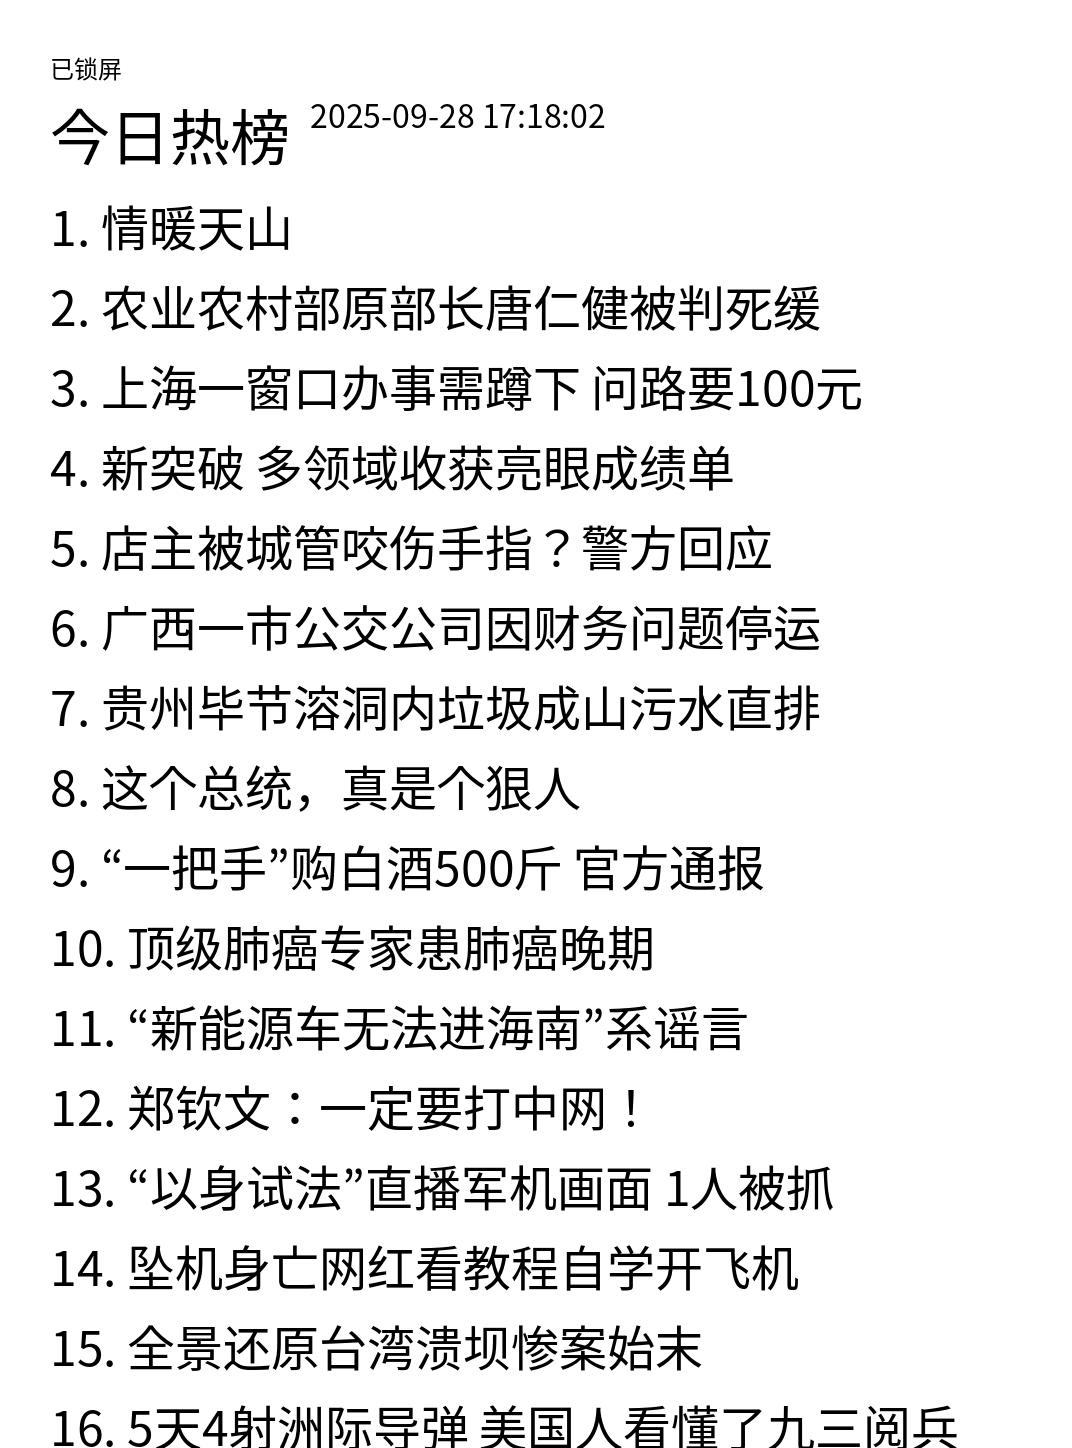 已锁屏
今日热榜 2025-09-28 17:18:02
1. 情暖天山
2. 农业农村部原部长唐仁健被判死缓
3. 上海一窗口办事需蹲下 问路要100元
4. 新突破 多领域收获亮眼成绩单
5. 店主被城管咬伤手指？警方回应
6. 广西一市公交公司因财务问题停运
7. 贵州毕节溶洞内垃圾成山污水直排
8. 这个总统，真是个狠人
9. “一把手”购白酒500斤 官方通报
10. 顶级肺癌专家患肺癌晚期
11. “新能源车无法进海南”系谣言
12. 郑钦文：一定要打中网！
13. “以身试法”直播军机画面 1人被抓
14. 坠机身亡网红看教程自学开飞机
15. 全景还原台湾溃坝惨案始末
16. 5天4射洲际导弹 美国人看懂了九三阅兵